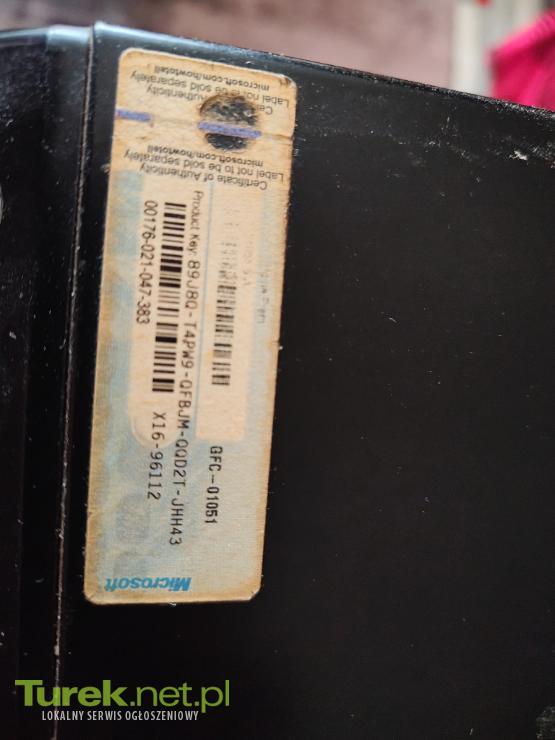 Certificate of Authenticity
Label not to be sold separately
microsoft.com/howtotell
Certificate of Authenticity
Label not to be sold separately
microsoft.com/howtotell
GFC-01051
Product Key: 89J8Q-T4PW9-QFBJM-QQD2T-JHH43
00176-021-047-383
X16-96112
Microsoft
Turek.net.pl
LOKALNY SERWIS OGŁOSZENIOWY